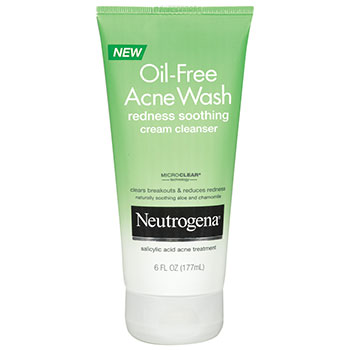 NEW
Oil-Free
Acne Wash
redness soothing
cream cleanser
MICROCLEAR®
technology
clears breakouts & reduces redness
naturally soothing aloe and chamomile
Neutrogena®
salicylic acid acne treatment
6 FL OZ (177mL)